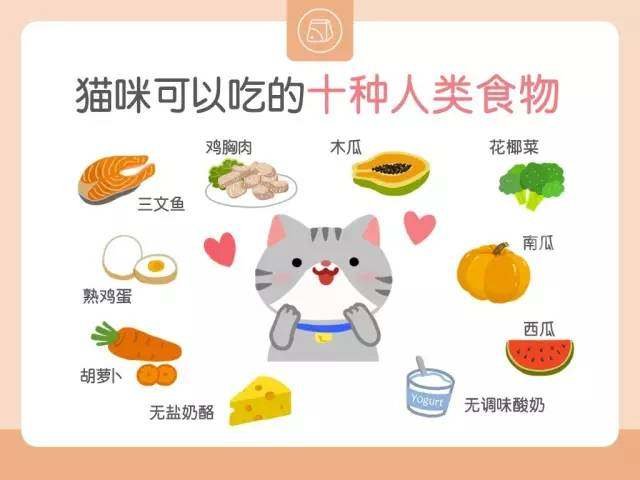 猫咪可以吃的十种人类食物
三文鱼
鸡胸肉
木瓜
花椰菜
熟鸡蛋
南瓜
胡萝卜
西瓜
无盐奶酪
Yogurt
无调味酸奶